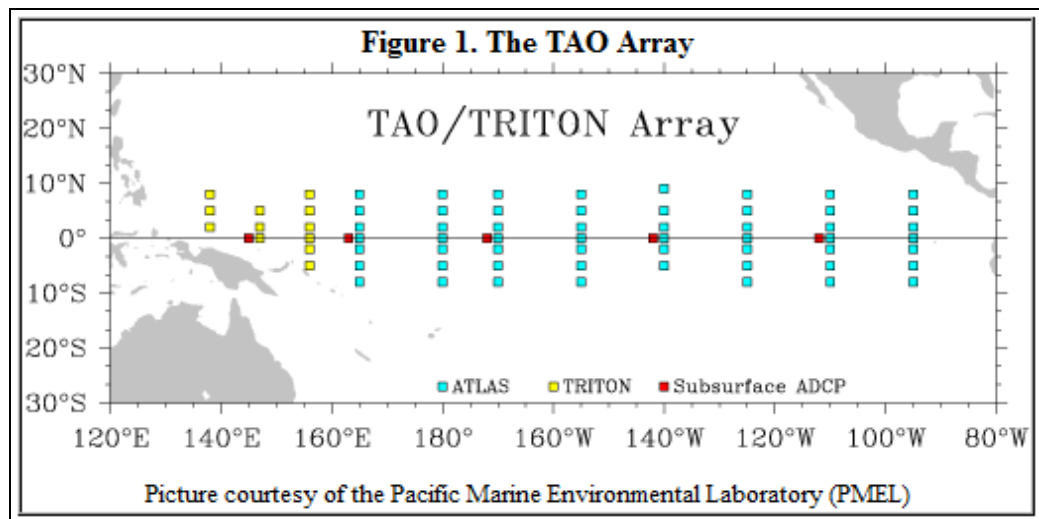 Figure 1. The TAO Array
30°N
TAO/TRITON Array
20°N
10°N
0°
10°S
20°S
ATLAS TRITON Subsurface ADCP
30°S
120°E 140°E 160°E 180° 160°W 140°W 120°W 100°W 80°W
Picture courtesy of the Pacific Marine Environmental Laboratory (PMEL)